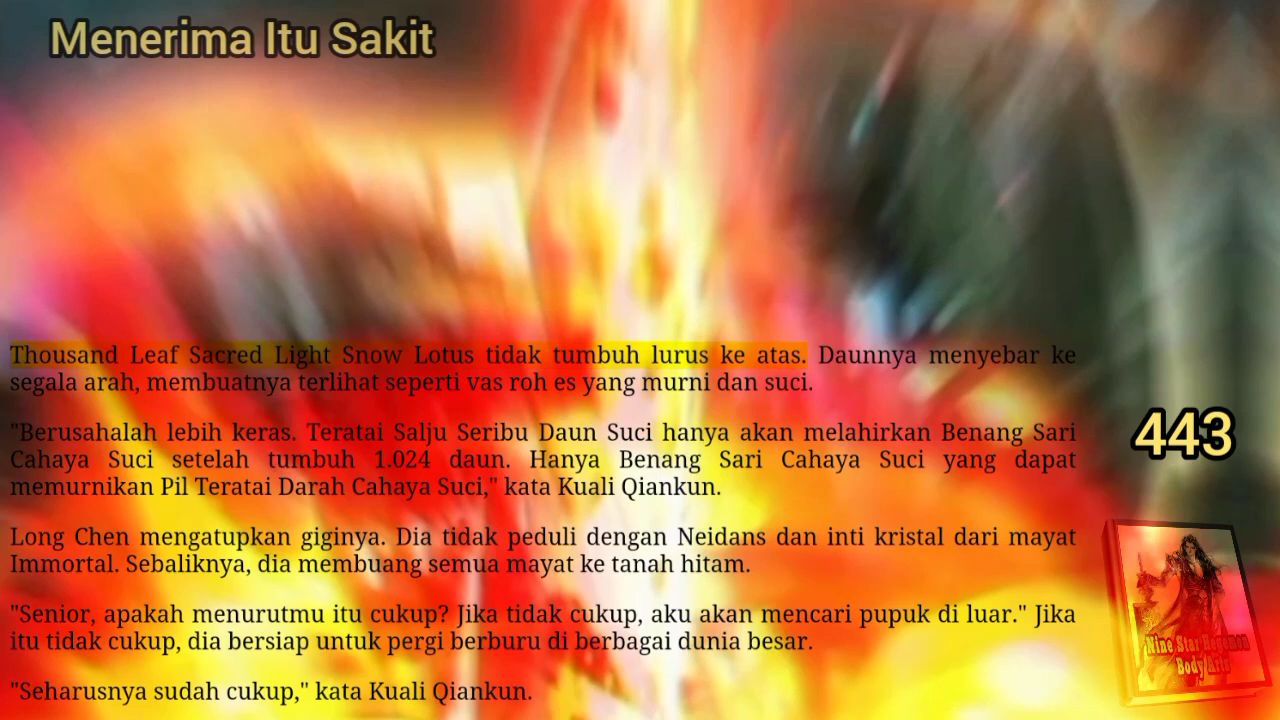 Menerima Itu Sakit
Thousand Leaf Sacred Light Snow Lotus tidak tumbuh lurus ke atas. Daunnya menyebar ke
segala arah, membuatnya terlihat seperti vas roh es yang murni dan suci.
"Berusahalah lebih keras. Teratai Salju Seribu Daun Suci hanya akan melahirkan Benang Sari
Cahaya Suci setelah tumbuh 1.024 daun. Hanya Benang Sari Cahaya Suci yang dapat
memurnikan Pil Teratai Darah Cahaya Suci," kata Kuali Qiankun.
Long Chen mengatupkan giginya. Dia tidak peduli dengan Neidans dan inti kristal dari mayat
Immortal. Sebaliknya, dia membuang semua mayat ke tanah hitam.
"Senior, apakah menurutmu itu cukup? Jika tidak cukup, aku akan mencari pupuk di luar." Jika
itu tidak cukup, dia bersiap untuk pergi berburu di berbagai dunia besar.
"Seharusnya sudah cukup," kata Kuali Qiankun.
443
Nine Star Hegemon
Body Arts